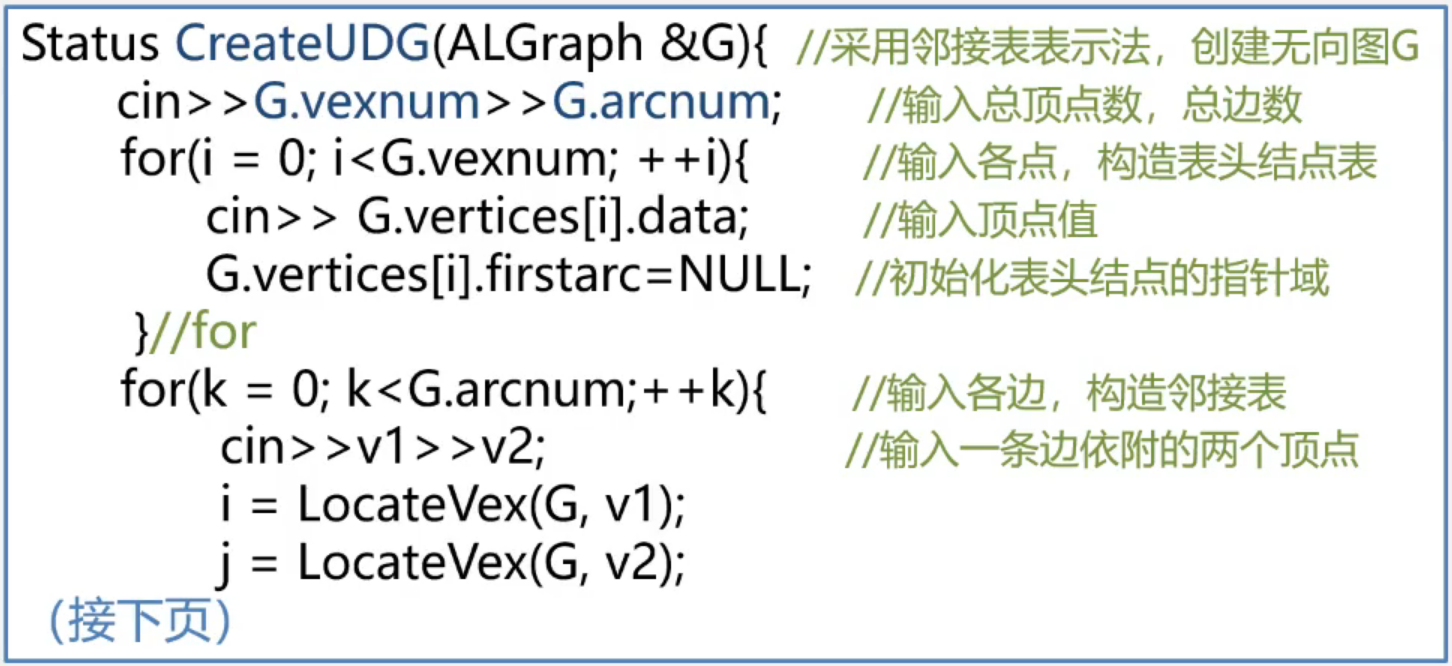 Status CreateUDG(ALGraph &G){ //采用邻接表表示法，创建无向图G
cin>>G.vexnum>>G.arcnum; //输入总顶点数，总边数
for(i = 0; i<G.vexnum; ++i){ //输入各点，构造表头结点表
cin>> G.vertices[i].data; //输入顶点值
G.vertices[i].firstarc=NULL; //初始化表头结点的指针域
}//for
for(k = 0; k<G.arcnum;++k){ //输入各边，构造邻接表
cin>>v1>>v2; //输入一条边依附的两个顶点
i = LocateVex(G, v1);
j = LocateVex(G, v2);
（接下页）